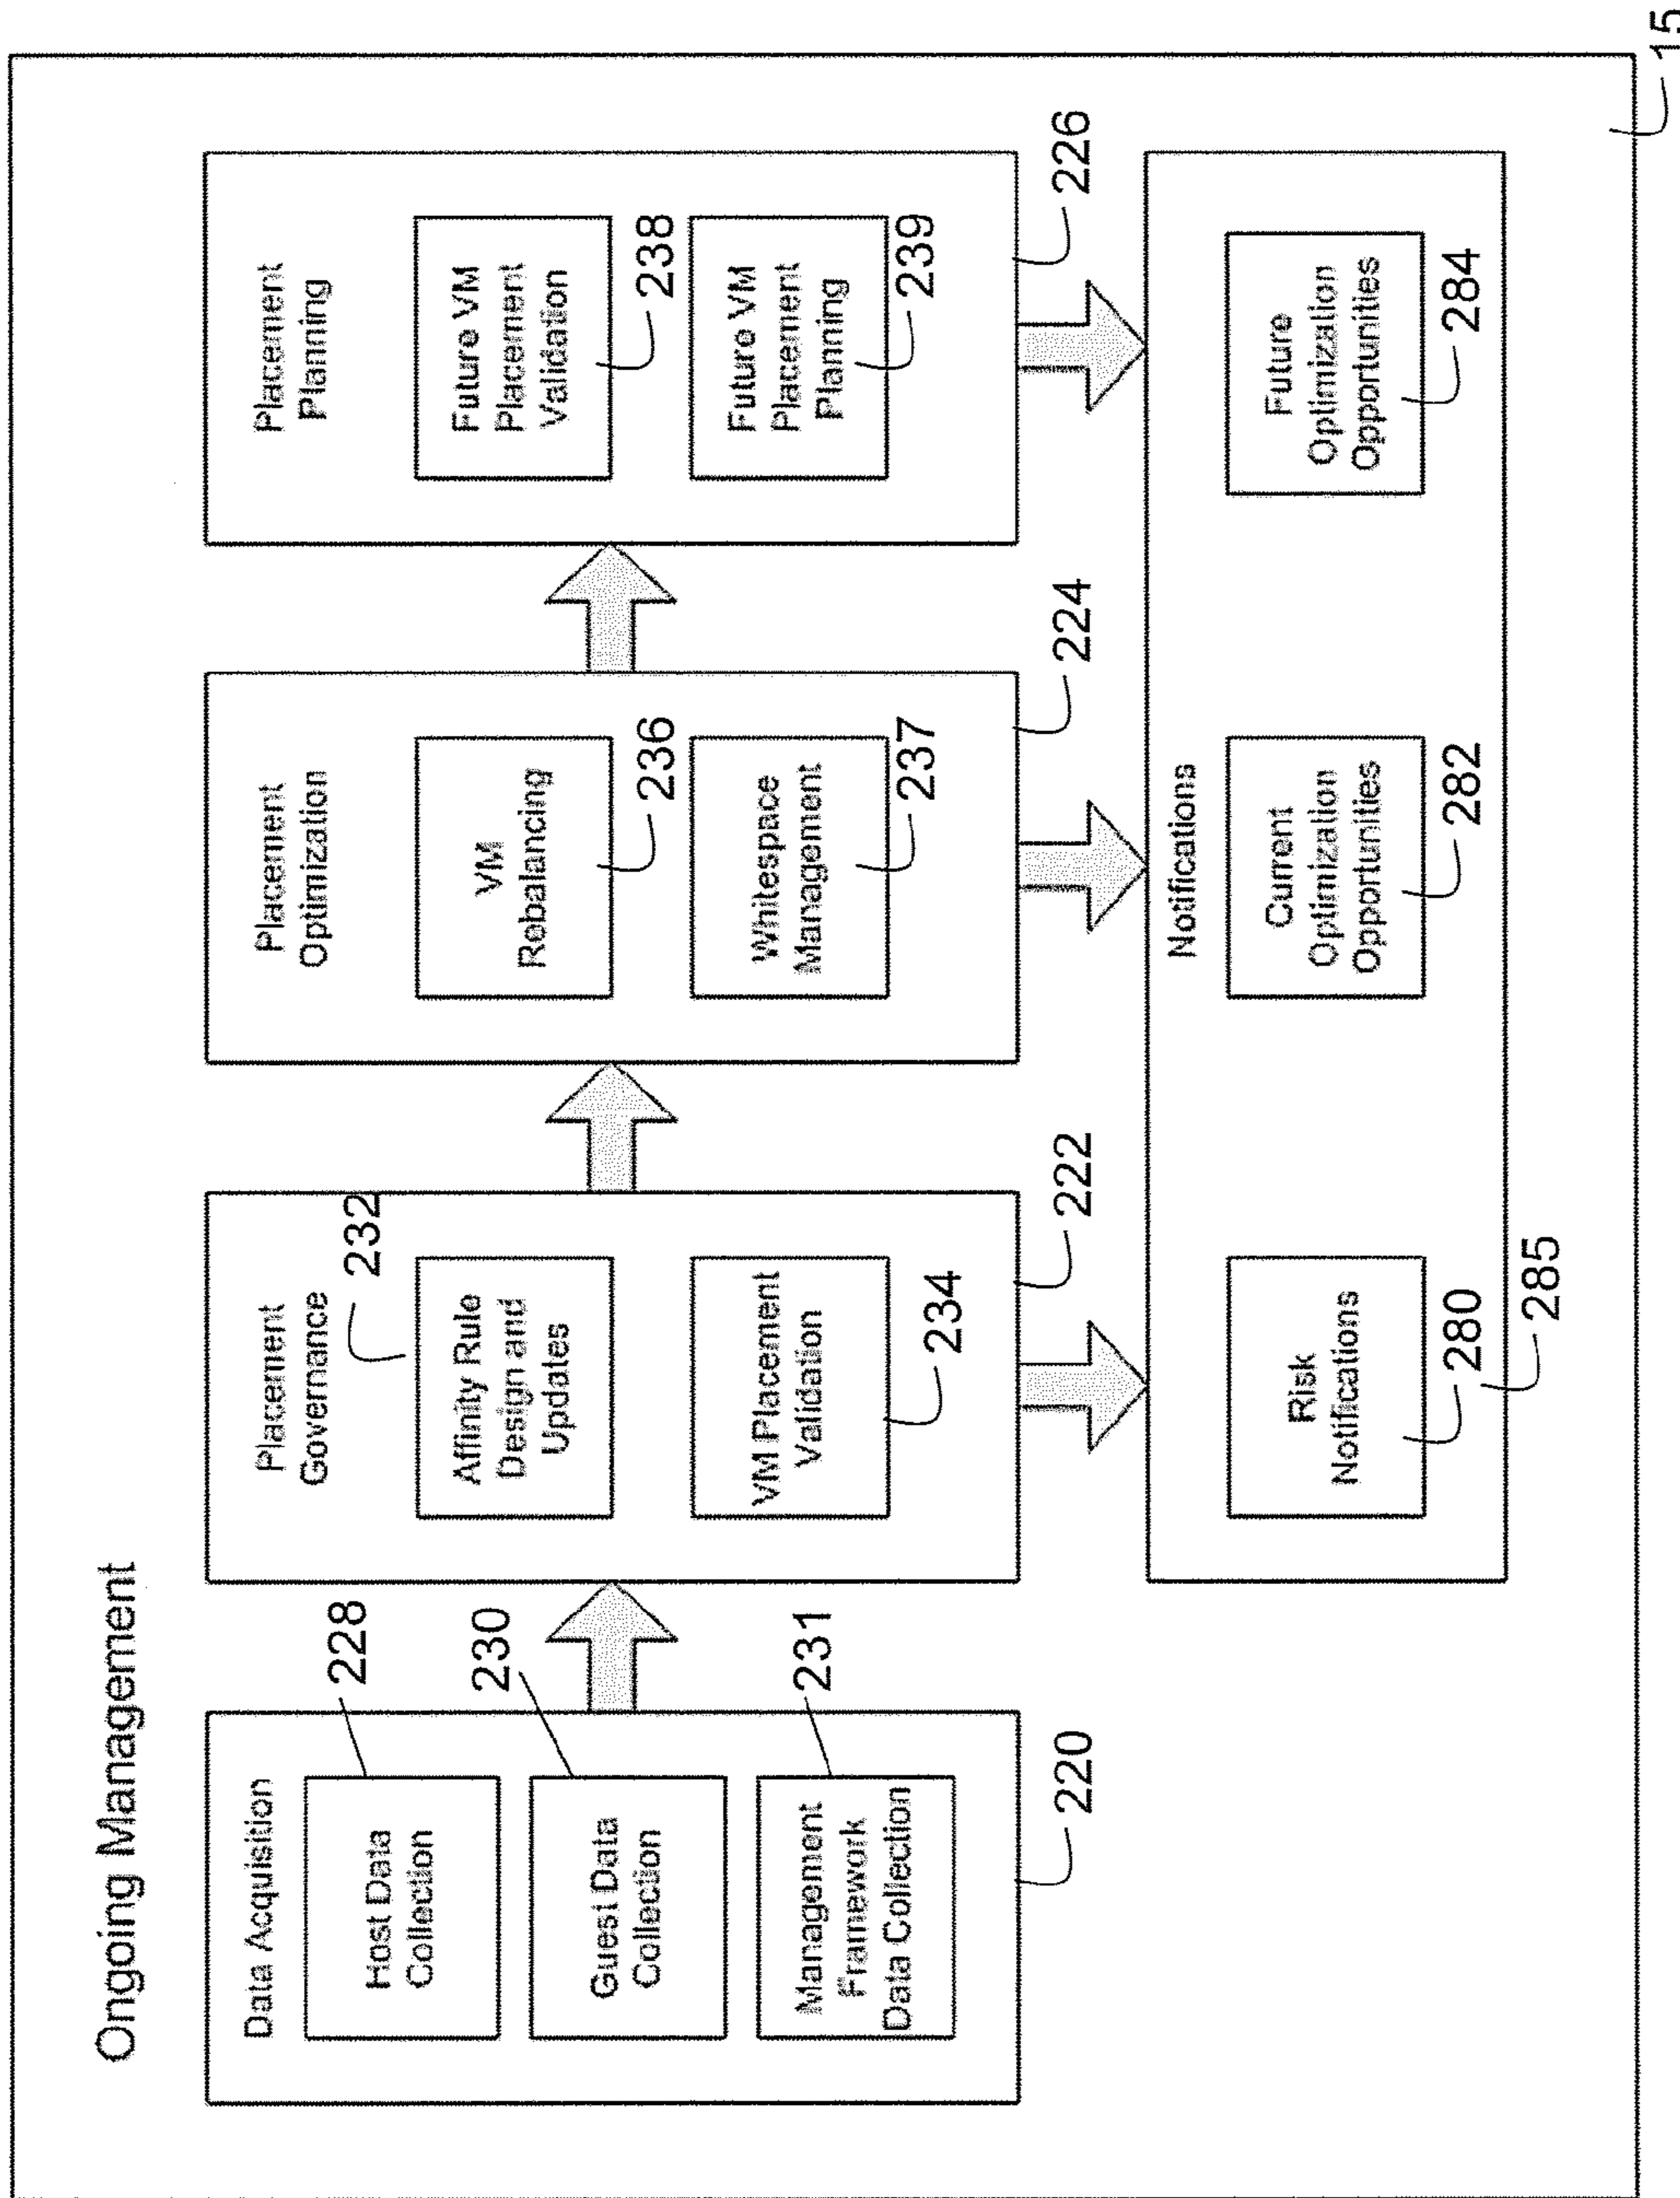 Ongoing Management
Data Acquisition
Host Data
Collection
228
Guest Data
Collection
230
Management
Framework
Data Collection
231
220
Placement
Governance
232
Affinity Rule
Design and
Updates
VM Placement
Validation
234
222
Placement
Optimization
VM
Rebalancing
236
Whitespace
Management
237
224
Placement
Planning
Future VM
Placement
Validation
238
Future VM
Placement
Planning
239
226
Notifications
Risk
Notifications
280
285
Current
Optimization
Opportunities
282
Future
Optimization
Opportunities
284
15